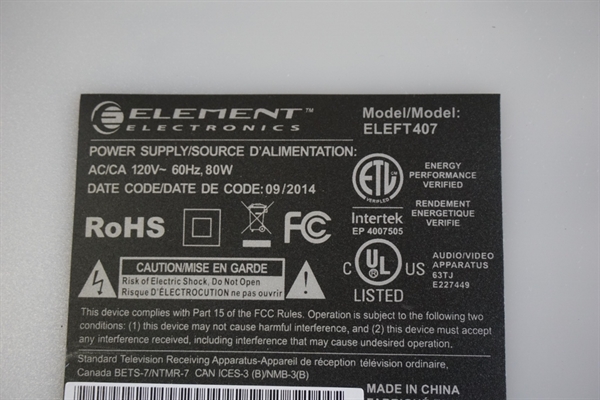 ELEMENT™
ELECTRONICS
Model/Model:
ELEFT407
POWER SUPPLY/SOURCE D'ALIMENTATION:
AC/CA 120V~ 60Hz, 80W
DATE CODE/DATE DE CODE: 09/2014
ETL
VERIFIED
ENERGY
PERFORMANCE
VERIFIED
RENDEMENT
ENERGETIQUE
VERIFIE
Intertek
EP 4007505
RoHS
FC
C UL US
LISTED
AUDIO/VIDEO
APPARATUS
63TJ
E227449
CAUTION/MISE EN GARDE
Risk of Electric Shock, Do Not Open
Risque D'ÉLECTROCUTION ne pas ouvrir
This device complies with Part 15 of the FCC Rules. Operation is subject to the following two
conditions: (1) this device may not cause harmful interference, and (2) this device must accept
any interference received, including interference that may cause undesired operation.
Standard Television Receiving Apparatus-Appareil de réception télévision ordinaire,
Canada BETS-7/NTMR-7 CAN ICES-3 (B)/NMB-3(B)
MADE IN CHINA